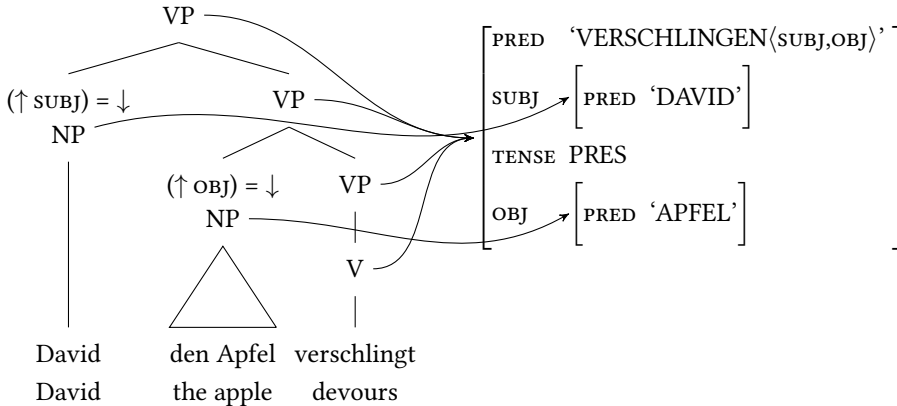 VP
PRED ‘VERSCHLINGEN⟨SUBJ,OBJ⟩’
(↑ SUBJ) = ↓ VP SUBJ PRED ‘DAVID’
NP
TENSE PRES
(↑ OBJ) = ↓ VP
NP OBJ PRED ‘APFEL’
V
David den Apfel verschlingt
David the apple devours